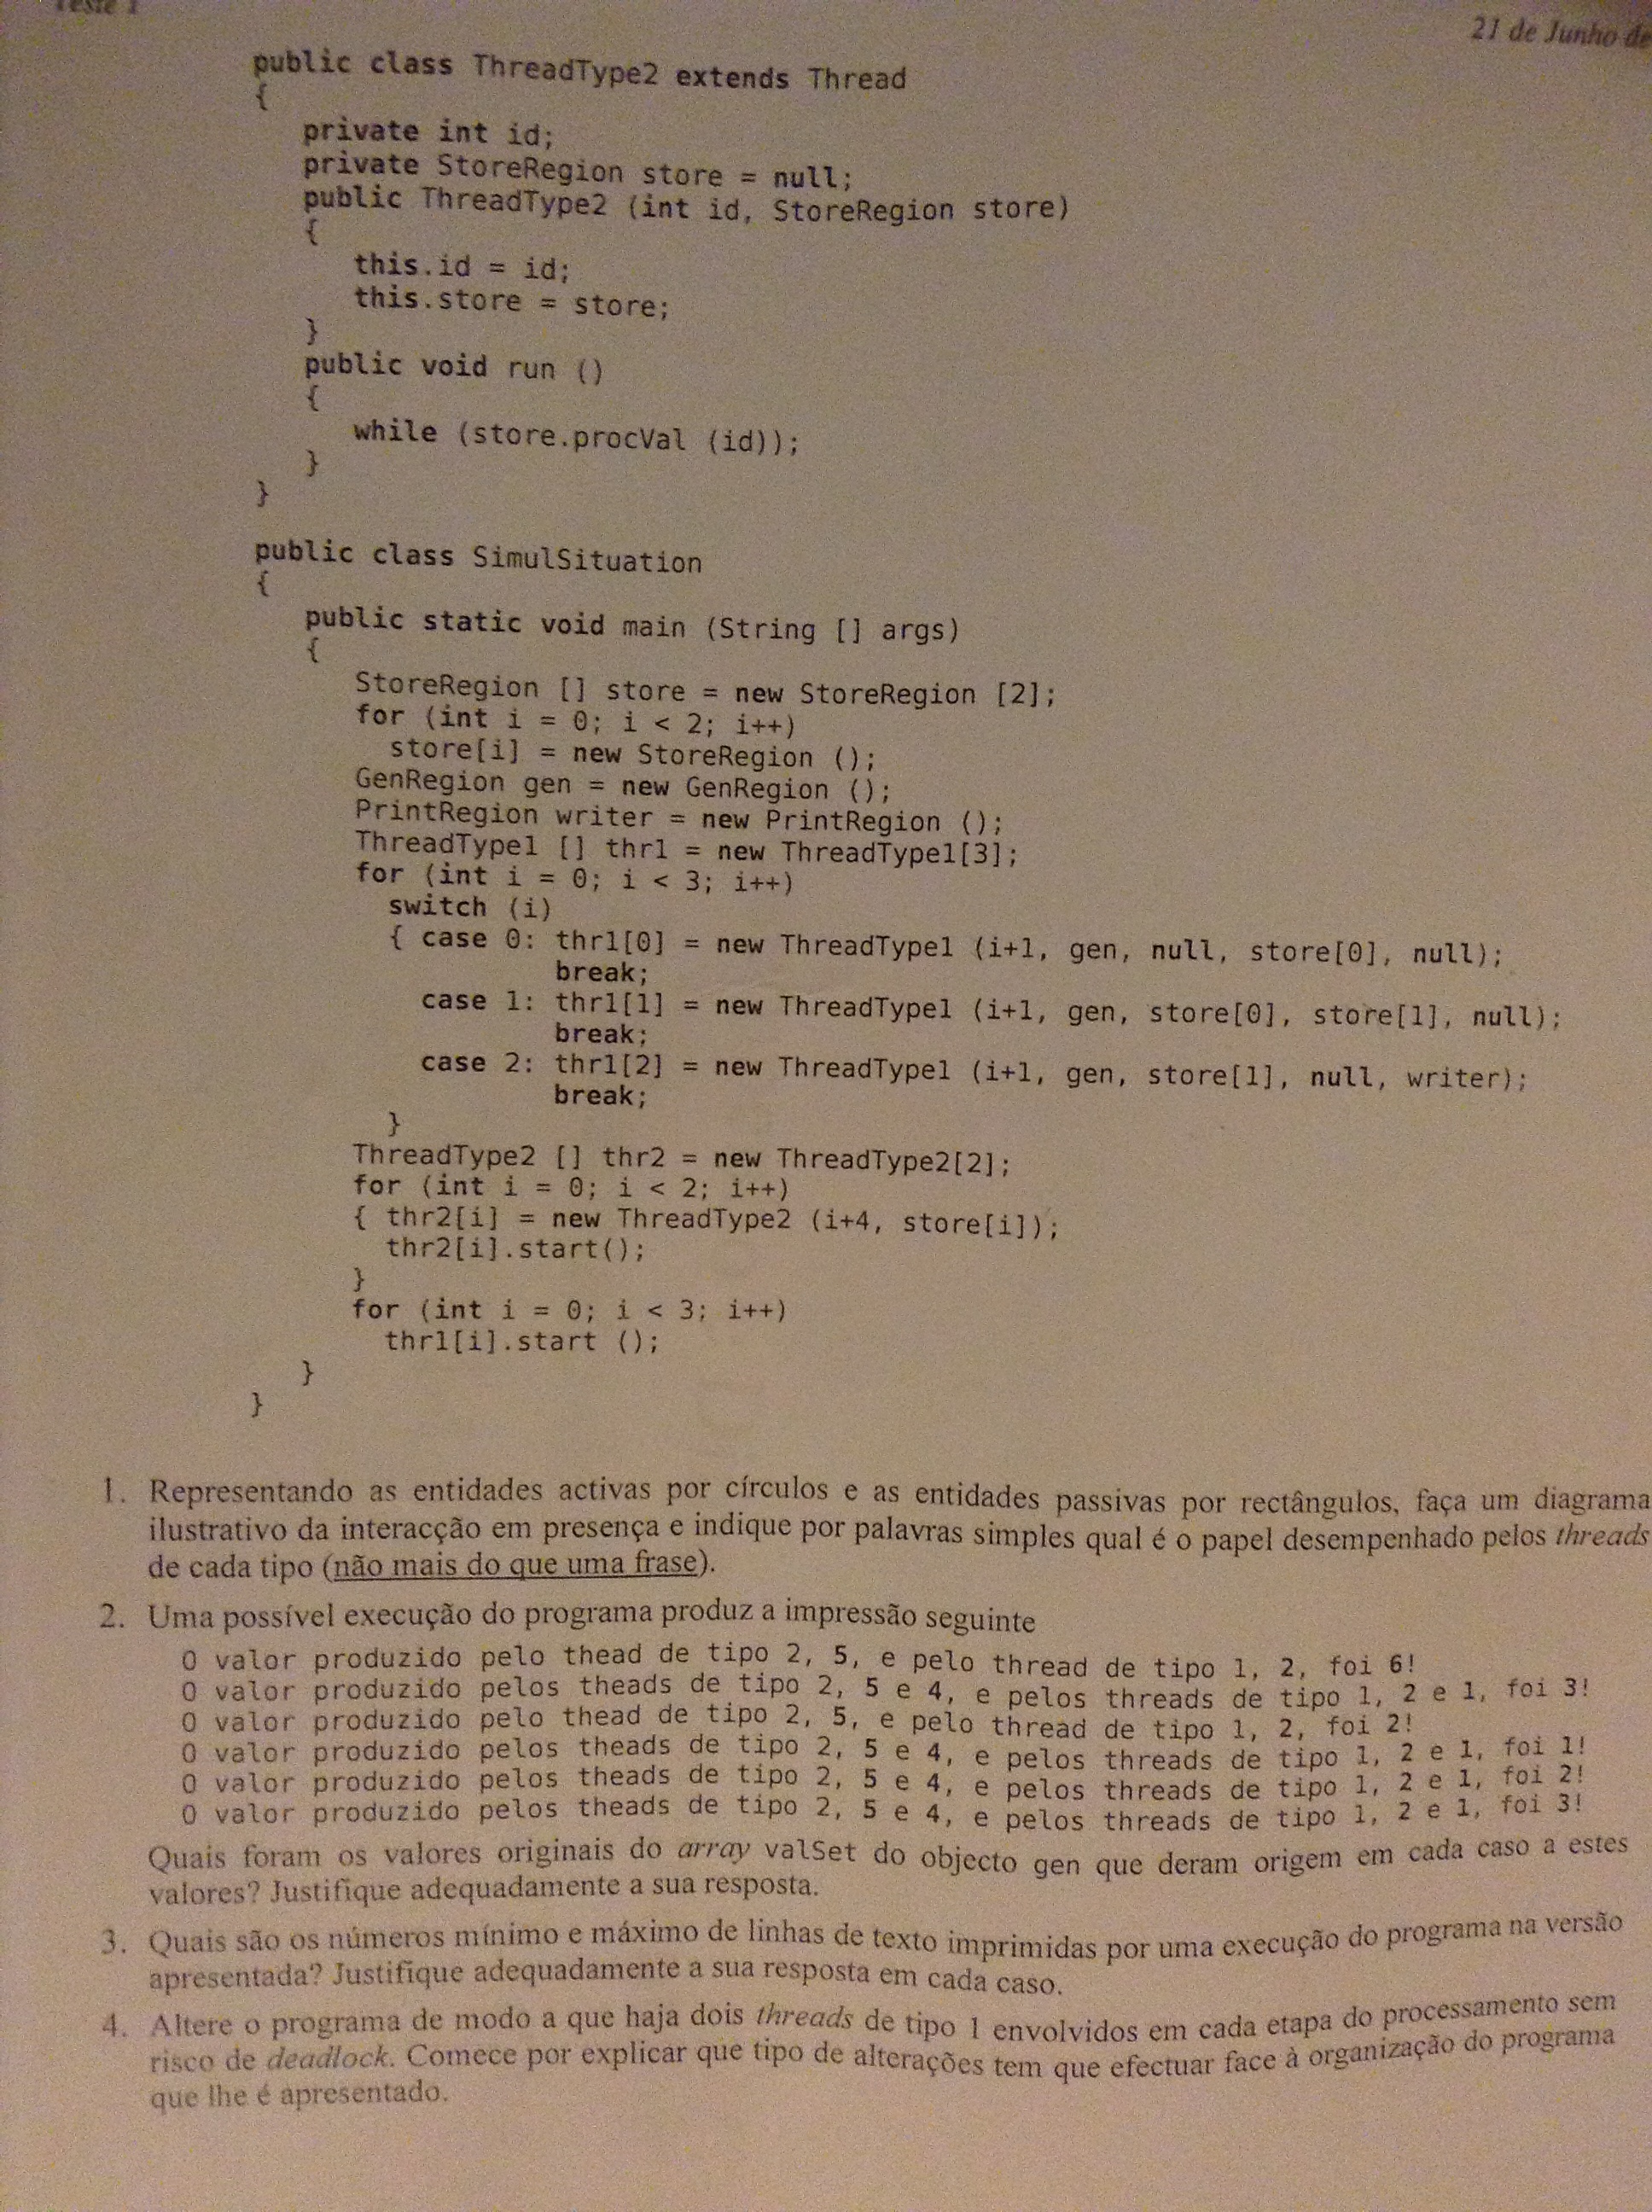 Teste 1
21 de Junho de
public class ThreadType2 extends Thread
{
private int id;
private StoreRegion store = null;
public ThreadType2 (int id, StoreRegion store)
{
this.id = id;
this.store = store;
}
public void run ()
{
while (store.procVal (id));
}
}
public class SimulSituation
{
public static void main (String [] args)
{
StoreRegion [] store = new StoreRegion [2];
for (int i = 0; i < 2; i++)
store[i] = new StoreRegion ();
GenRegion gen = new GenRegion ();
PrintRegion writer = new PrintRegion ();
ThreadType1 [] thr1 = new ThreadType1[3];
for (int i = 0; i < 3; i++)
switch (i)
{ case 0: thr1[0] = new ThreadType1 (i+1, gen, null, store[0], null);
break;
case 1: thr1[1] = new ThreadType1 (i+1, gen, store[0], store[1], null);
break;
case 2: thr1[2] = new ThreadType1 (i+1, gen, store[1], null, writer);
break;
}
ThreadType2 [] thr2 = new ThreadType2[2];
for (int i = 0; i < 2; i++)
{ thr2[i] = new ThreadType2 (i+4, store[i]);
thr2[i].start();
}
for (int i = 0; i < 3; i++)
thr1[i].start ();
}
}
1. Representando as entidades activas por círculos e as entidades passivas por rectângulos, faça um diagrama
ilustrativo da interacção em presença e indique por palavras simples qual é o papel desempenhado pelos threads
de cada tipo (não mais do que uma frase).
2. Uma possível execução do programa produz a impressão seguinte
O valor produzido pelo thead de tipo 2, 5, e pelo thread de tipo 1, 2, foi 6!
O valor produzido pelos theads de tipo 2, 5 e 4, e pelos threads de tipo 1, 2 e 1, foi 3!
O valor produzido pelo thead de tipo 2, 5, e pelo thread de tipo 1, 2, foi 2!
O valor produzido pelos theads de tipo 2, 5 e 4, e pelos threads de tipo 1, 2 e 1, foi 1!
O valor produzido pelos theads de tipo 2, 5 e 4, e pelos threads de tipo 1, 2 e 1, foi 2!
O valor produzido pelos theads de tipo 2, 5 e 4, e pelos threads de tipo 1, 2 e 1, foi 3!
Quais foram os valores originais do array valSet do objecto gen que deram origem em cada caso a estes
valores? Justifique adequadamente a sua resposta.
3. Quais são os números mínimo e máximo de linhas de texto imprimidas por uma execução do programa na versão
apresentada? Justifique adequadamente a sua resposta em cada caso.
4. Altere o programa de modo a que haja dois threads de tipo 1 envolvidos em cada etapa do processamento sem
risco de deadlock. Comece por explicar que tipo de alterações tem que efectuar face à organização do programa
que lhe é apresentado.